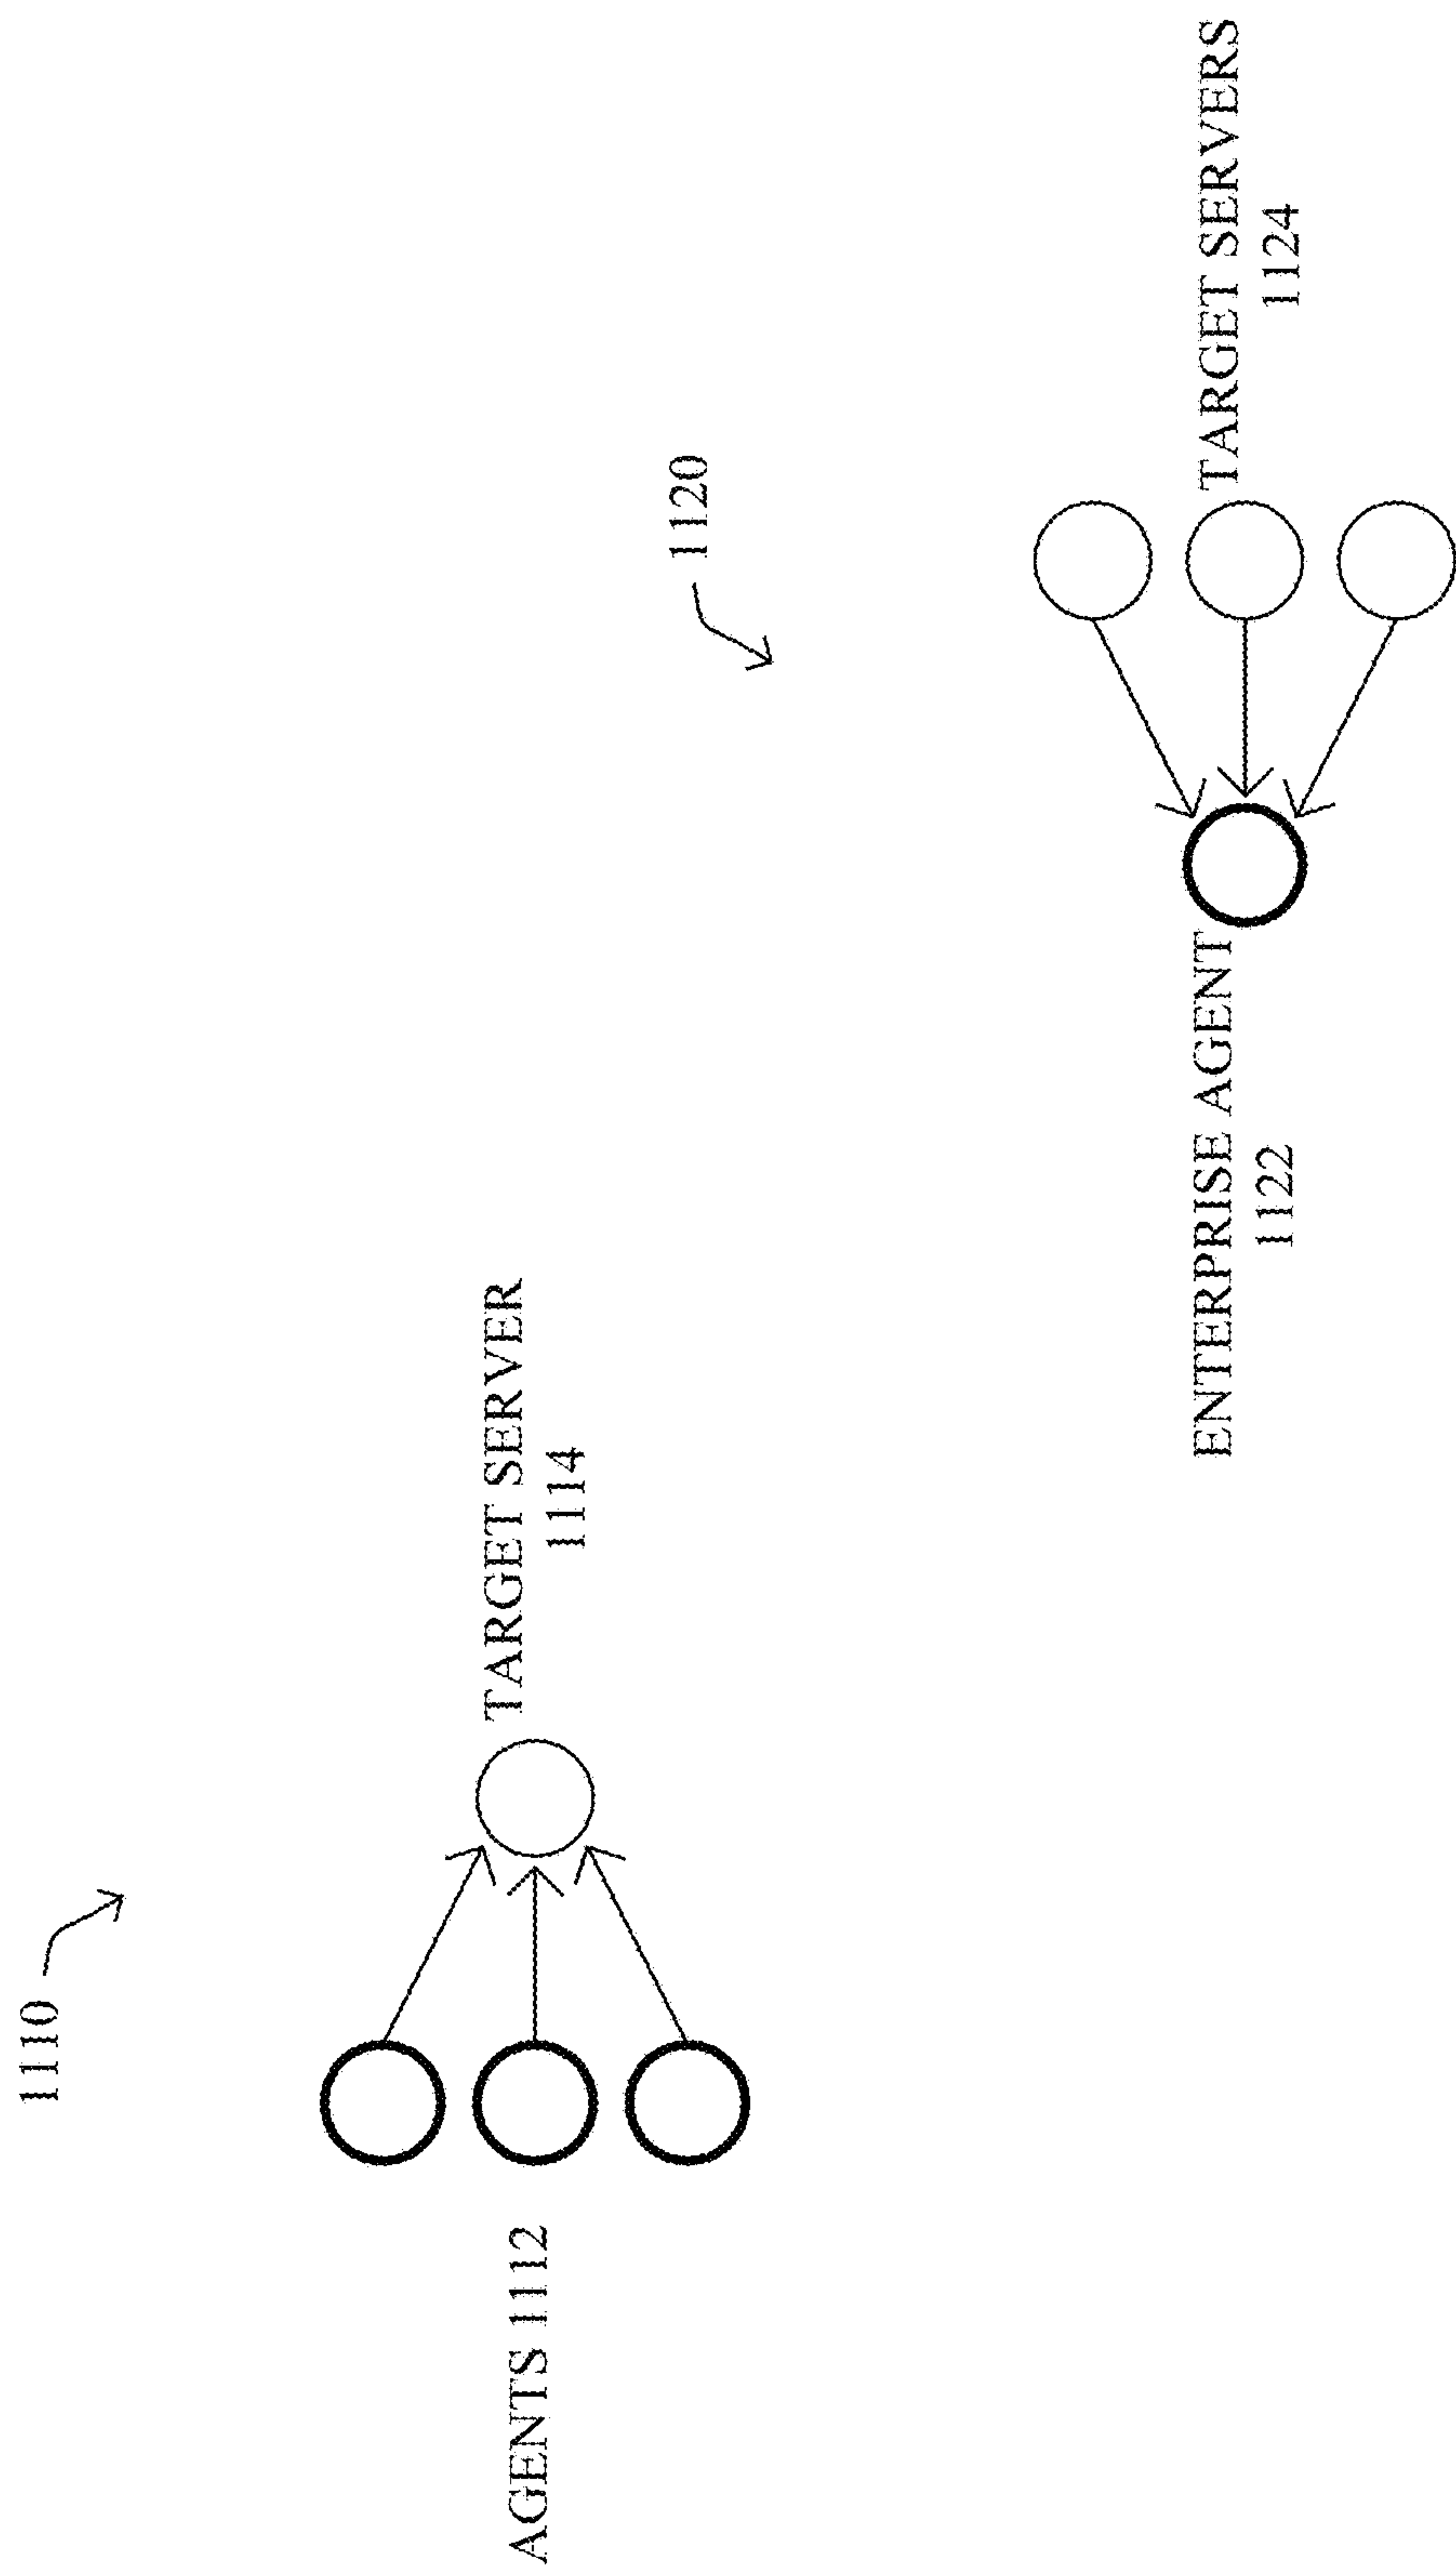 1110
AGENTS 1112
TARGET SERVER
1114
1120
ENTERPRISE AGENT
1122
TARGET SERVERS
1124